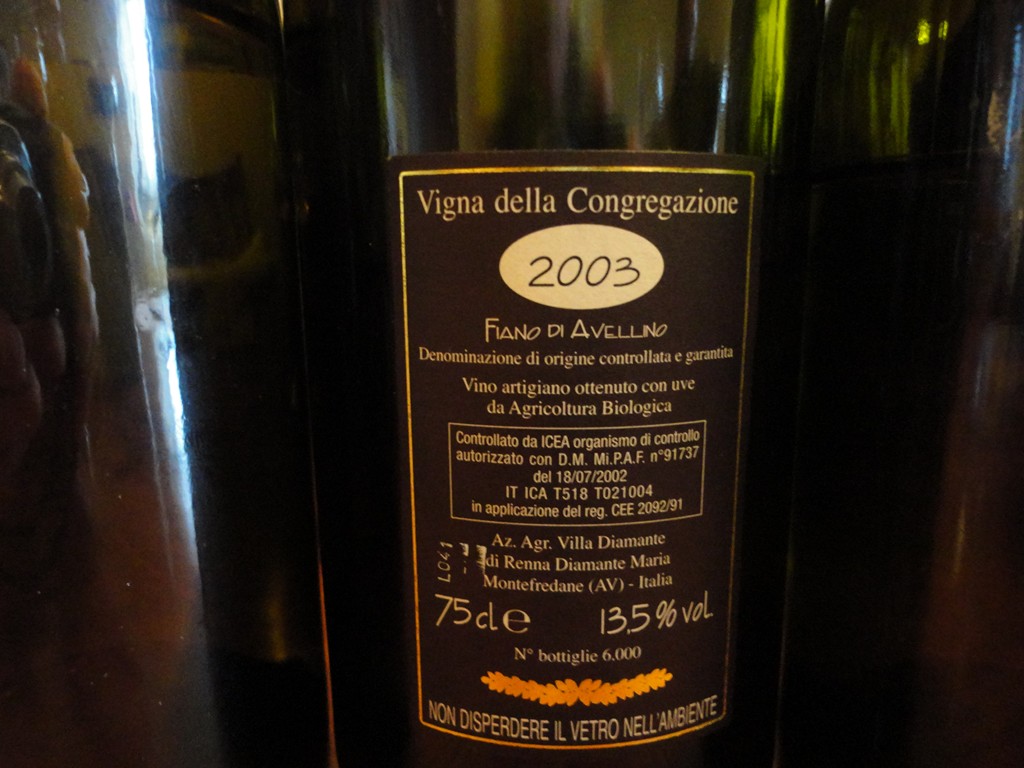 Vigna della Congregazione
2003
FIANO DI AVELLINO
Denominazione di origine controllata e garantita
Vino artigiano ottenuto con uve
da Agricoltura Biologica
Controllato da ICEA organismo di controllo
autorizzato con D.M. Mi.P.A.F. n°91737
del 18/07/2002
IT ICA T518 T021004
in applicazione del reg. CEE 2092/91
L041
Az. Agr. Villa Diamante
di Renna Diamante Maria
Montefredane (AV) - Italia
75cl e 13,5% vol.
N° bottiglie 6.000
NON DISPERDERE IL VETRO NELL'AMBIENTE